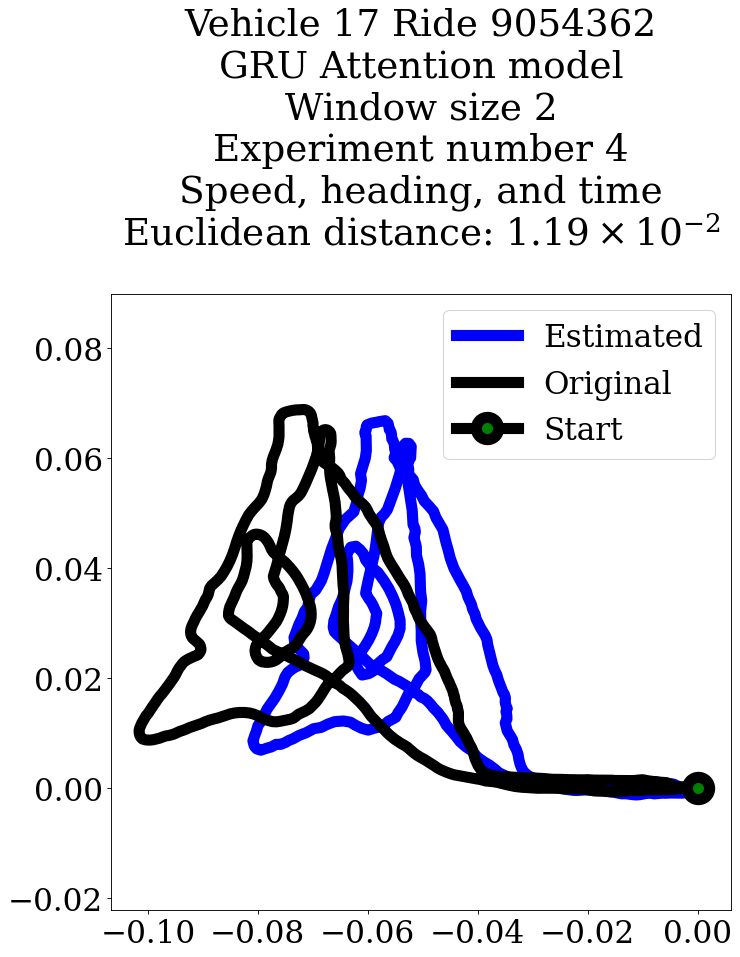 Vehicle 17 Ride 9054362
GRU Attention model
Window size 2
Experiment number 4
Speed, heading, and time
Euclidean distance: 1.19 × 10⁻²
Estimated
Original
Start
0.08
0.06
0.04
0.02
0.00
−0.02
−0.10
−0.08
−0.06
−0.04
−0.02
0.00